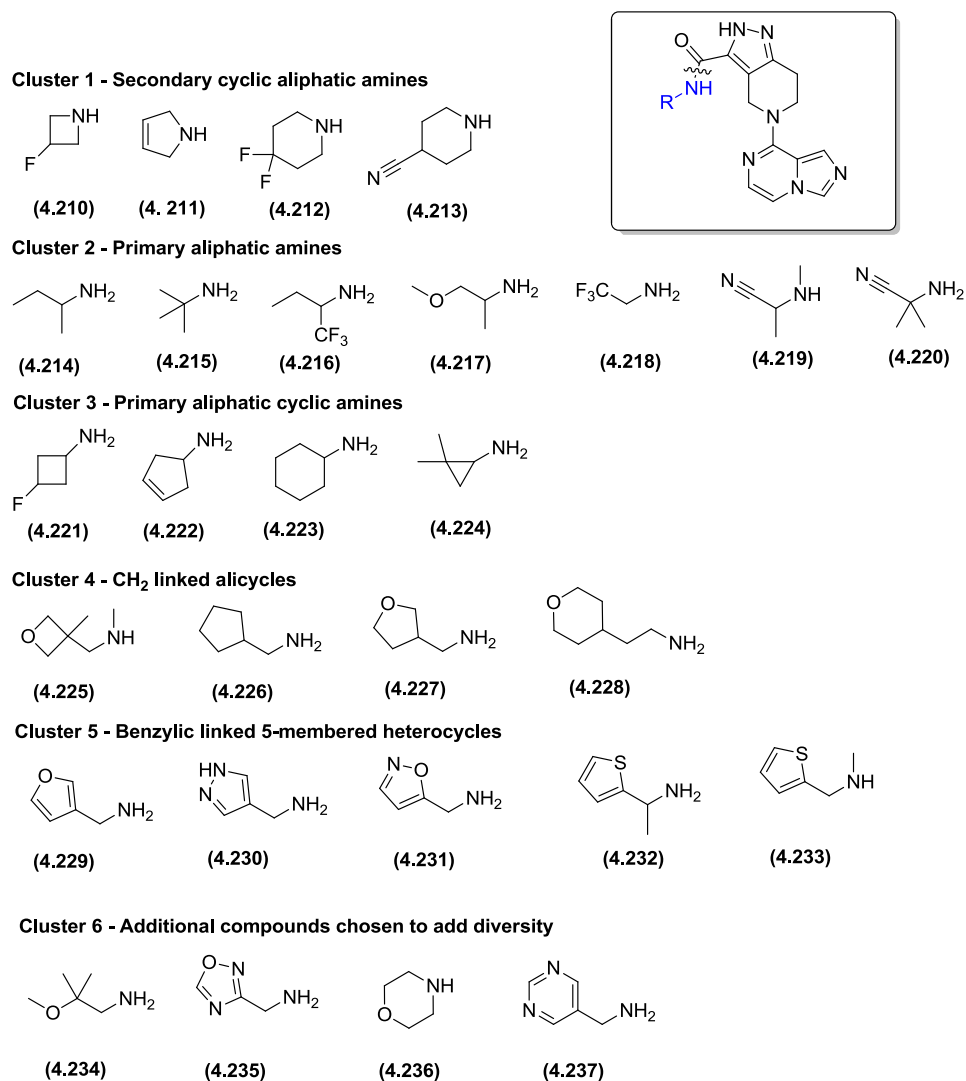 Cluster 1 - Secondary cyclic aliphatic amines
NH
F
NH
NH
F
F
NH
N
(4.210)
(4. 211)
(4.212)
(4.213)
HN
N
O
NH
R
N
N
N
N
Cluster 2 - Primary aliphatic amines
NH2
NH2
NH2
CF3
O
NH2
F3C
NH2
N
N
H
N
NH2
(4.214)
(4.215)
(4.216)
(4.217)
(4.218)
(4.219)
(4.220)
Cluster 3 - Primary aliphatic cyclic amines
NH2
F
NH2
NH2
NH2
(4.221)
(4.222)
(4.223)
(4.224)
Cluster 4 - CH2 linked alicycles
O
N
H
NH2
O
NH2
O
NH2
(4.225)
(4.226)
(4.227)
(4.228)
Cluster 5 - Benzylic linked 5-membered heterocycles
O
NH2
HN
N
NH2
N
O
NH2
S
NH2
S
NH
(4.229)
(4.230)
(4.231)
(4.232)
(4.233)
Cluster 6 - Additional compounds chosen to add diversity
O
NH2
O
N
N
NH2
NH
O
N
N
NH2
(4.234)
(4.235)
(4.236)
(4.237)